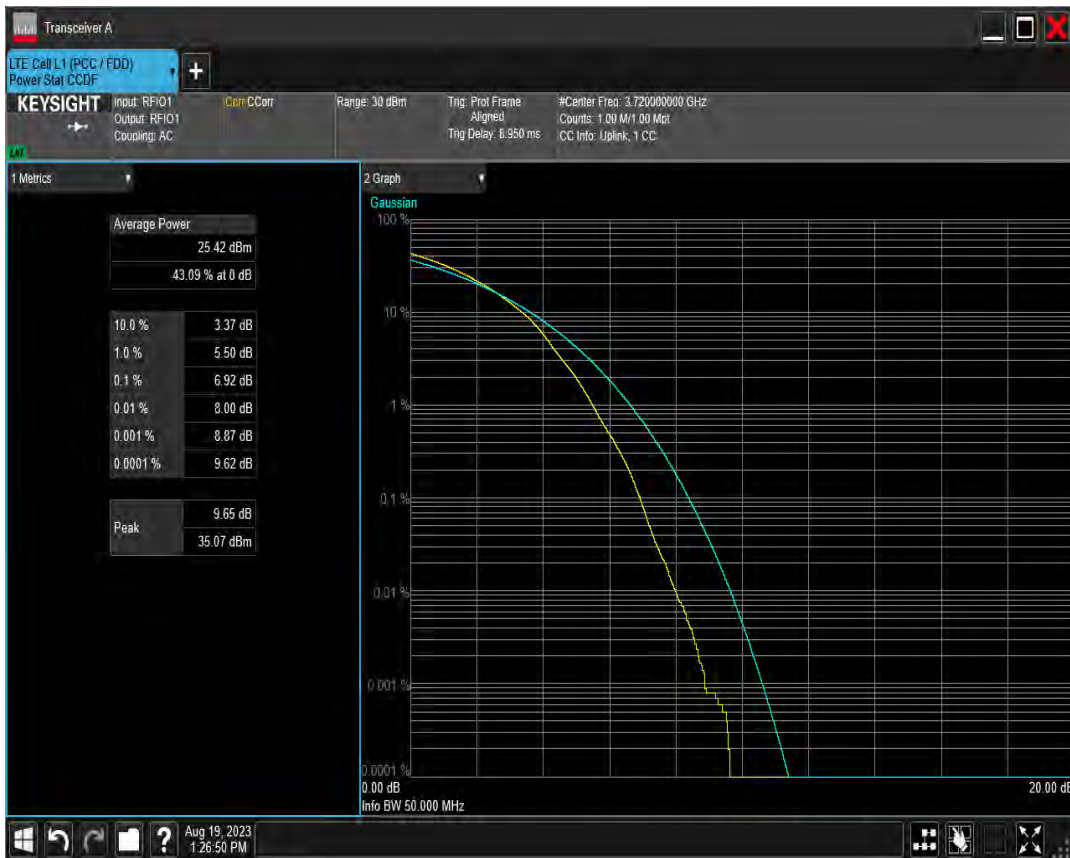 Transceiver A
LTE Cell L1 (PCC / FDD)
Power Stat CCDF
+
KEYSIGHT
Input: RFIO1
Output: RFIO1
Coupling: AC
Corr CCorr
Range: 30 dBm
Trig: Prot Frame
Aligned
Trig Delay: 8.950 ms
#Center Freq: 3.720000000 GHz
Counts: 1.00 M/1.00 Mpt
CC Info: Uplink, 1 CC
LXI
1 Metrics
Average Power
25.42 dBm
43.09 % at 0 dB
10.0 % 3.37 dB
1.0 % 5.50 dB
0.1 % 6.92 dB
0.01 % 8.00 dB
0.001 % 8.87 dB
0.0001 % 9.62 dB
Peak 9.65 dB
35.07 dBm
2 Graph
Gaussian
100 %
10 %
1 %
0.1 %
0.01 %
0.001 %
0.0001 %
0.00 dB 20.00 dB
Info BW 50.000 MHz
?
Aug 19, 2023
1:26:50 PM